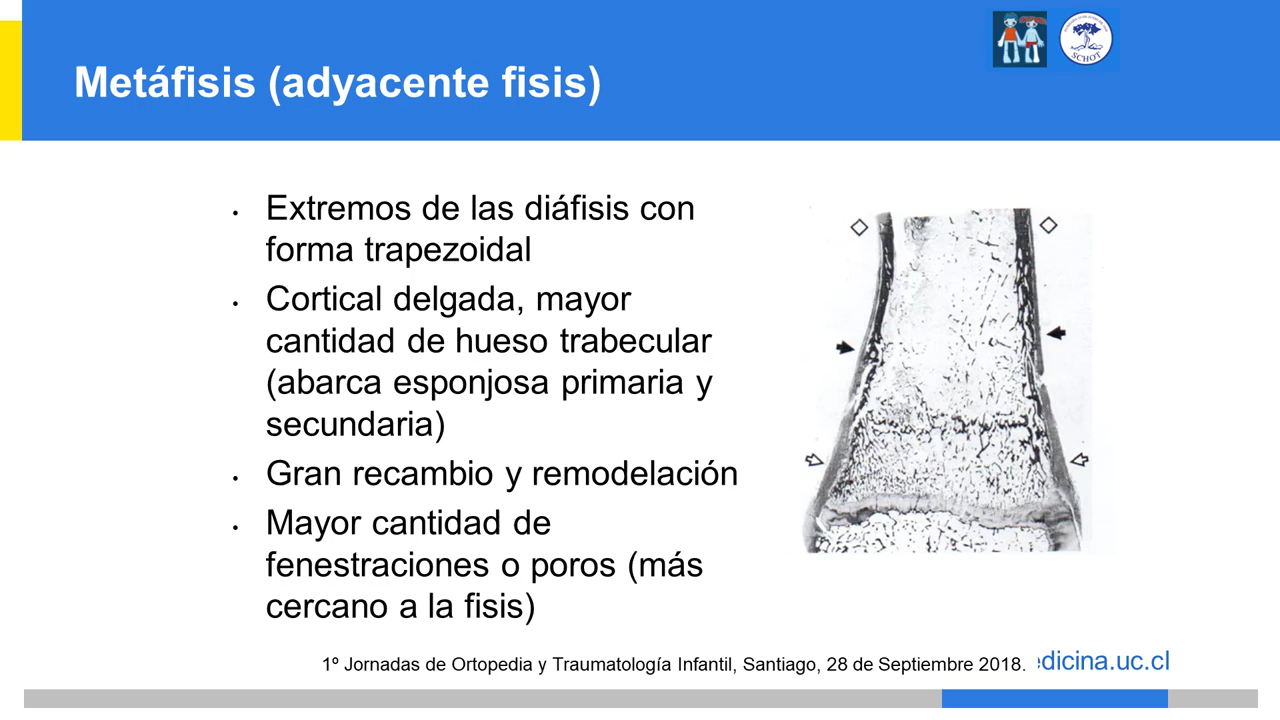 Metáfisis (adyacente fisis)
SCHOT
• Extremos de las diáfisis con
forma trapezoidal
• Cortical delgada, mayor
cantidad de hueso trabecular
(abarca esponjosa primaria y
secundaria)
• Gran recambio y remodelación
• Mayor cantidad de
fenestraciones o poros (más
cercano a la fisis)
1º Jornadas de Ortopedia y Traumatología Infantil, Santiago, 28 de Septiembre 2018.
edicina.uc.cl